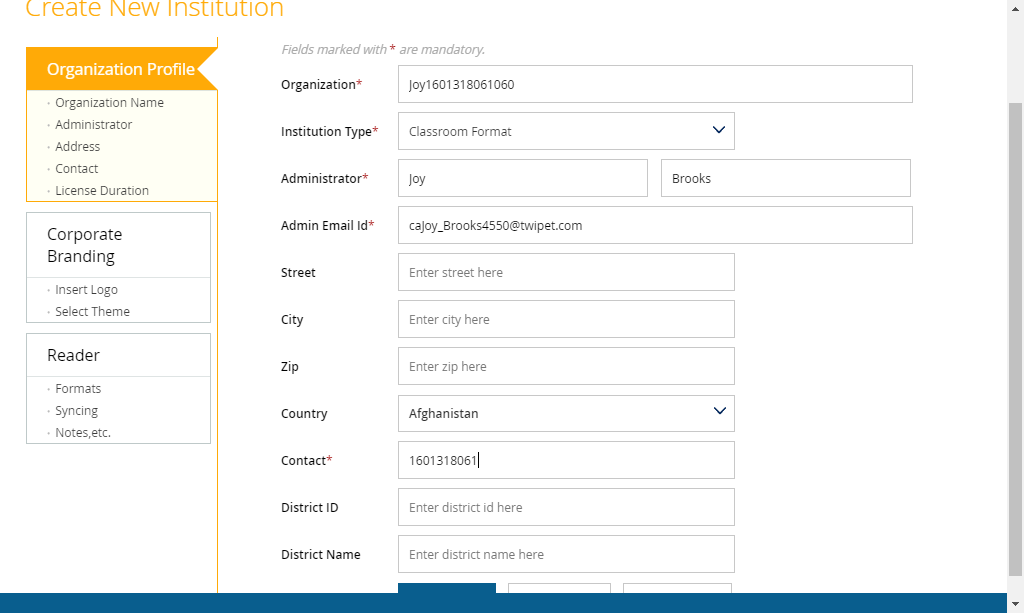 Create New Institution
Organization Profile
Organization Name
Administrator
Address
Contact
License Duration
Corporate
Branding
Insert Logo
Select Theme
Reader
Formats
Syncing
Notes,etc.
Fields marked with * are mandatory.
Organization* Joy1601318061060
Institution Type* Classroom Format
Administrator* Joy Brooks
Admin Email Id* caJoy_Brooks4550@twipet.com
Street Enter street here
City Enter city here
Zip Enter zip here
Country Afghanistan
Contact* 1601318061
District ID Enter district id here
District Name Enter district name here